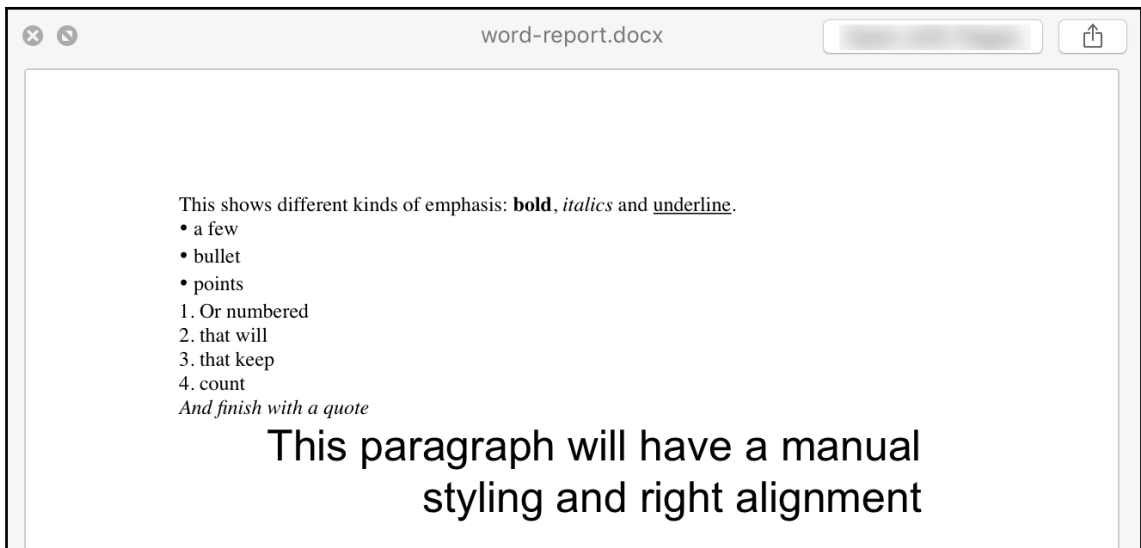 word-report.docx
This shows different kinds of emphasis: bold, italics and underline.
• a few
• bullet
• points
1. Or numbered
2. that will
3. that keep
4. count
And finish with a quote
This paragraph will have a manual
styling and right alignment